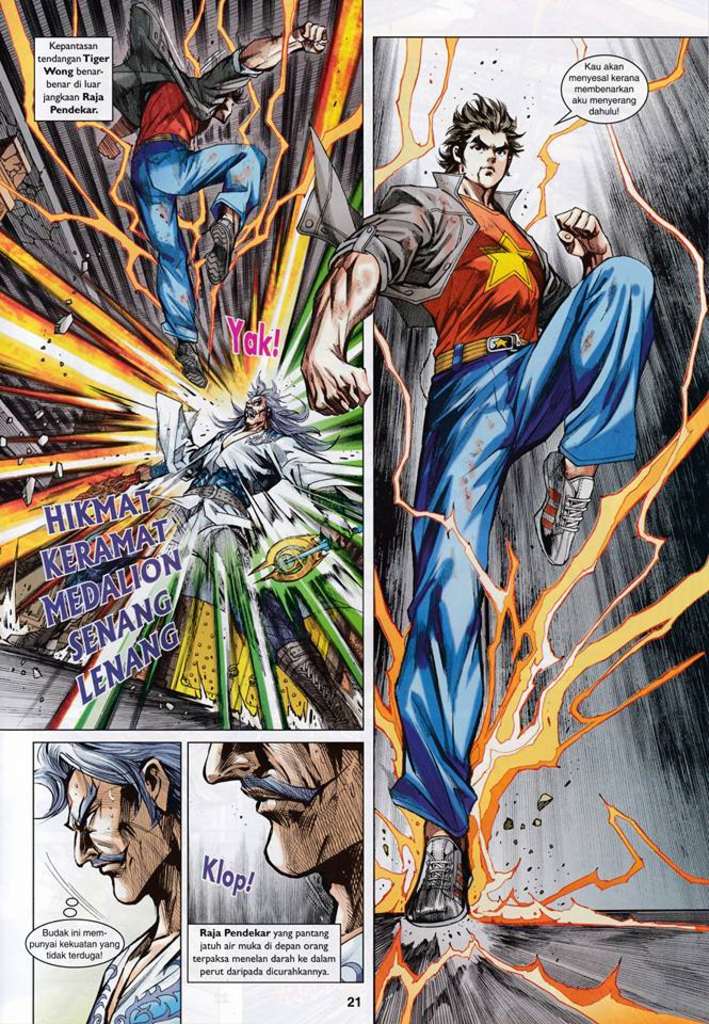 Kepantasan
tendangan Tiger
Wong benar-
benar di luar
jangkaan Raja
Pendekar.
Yak!
HIKMAT
KERAMAT
MEDALION
SENANG
LENANG
Kau akan
menyesal kerana
membenarkan
aku menyerang
dahulu!
Budak ini mem-
punyai kekuatan yang
tidak terduga!
Klop!
Raja Pendekar yang pantang
jatuh air muka di depan orang
terpaksa menelan darah ke dalam
perut daripada dicurahkannya.
21